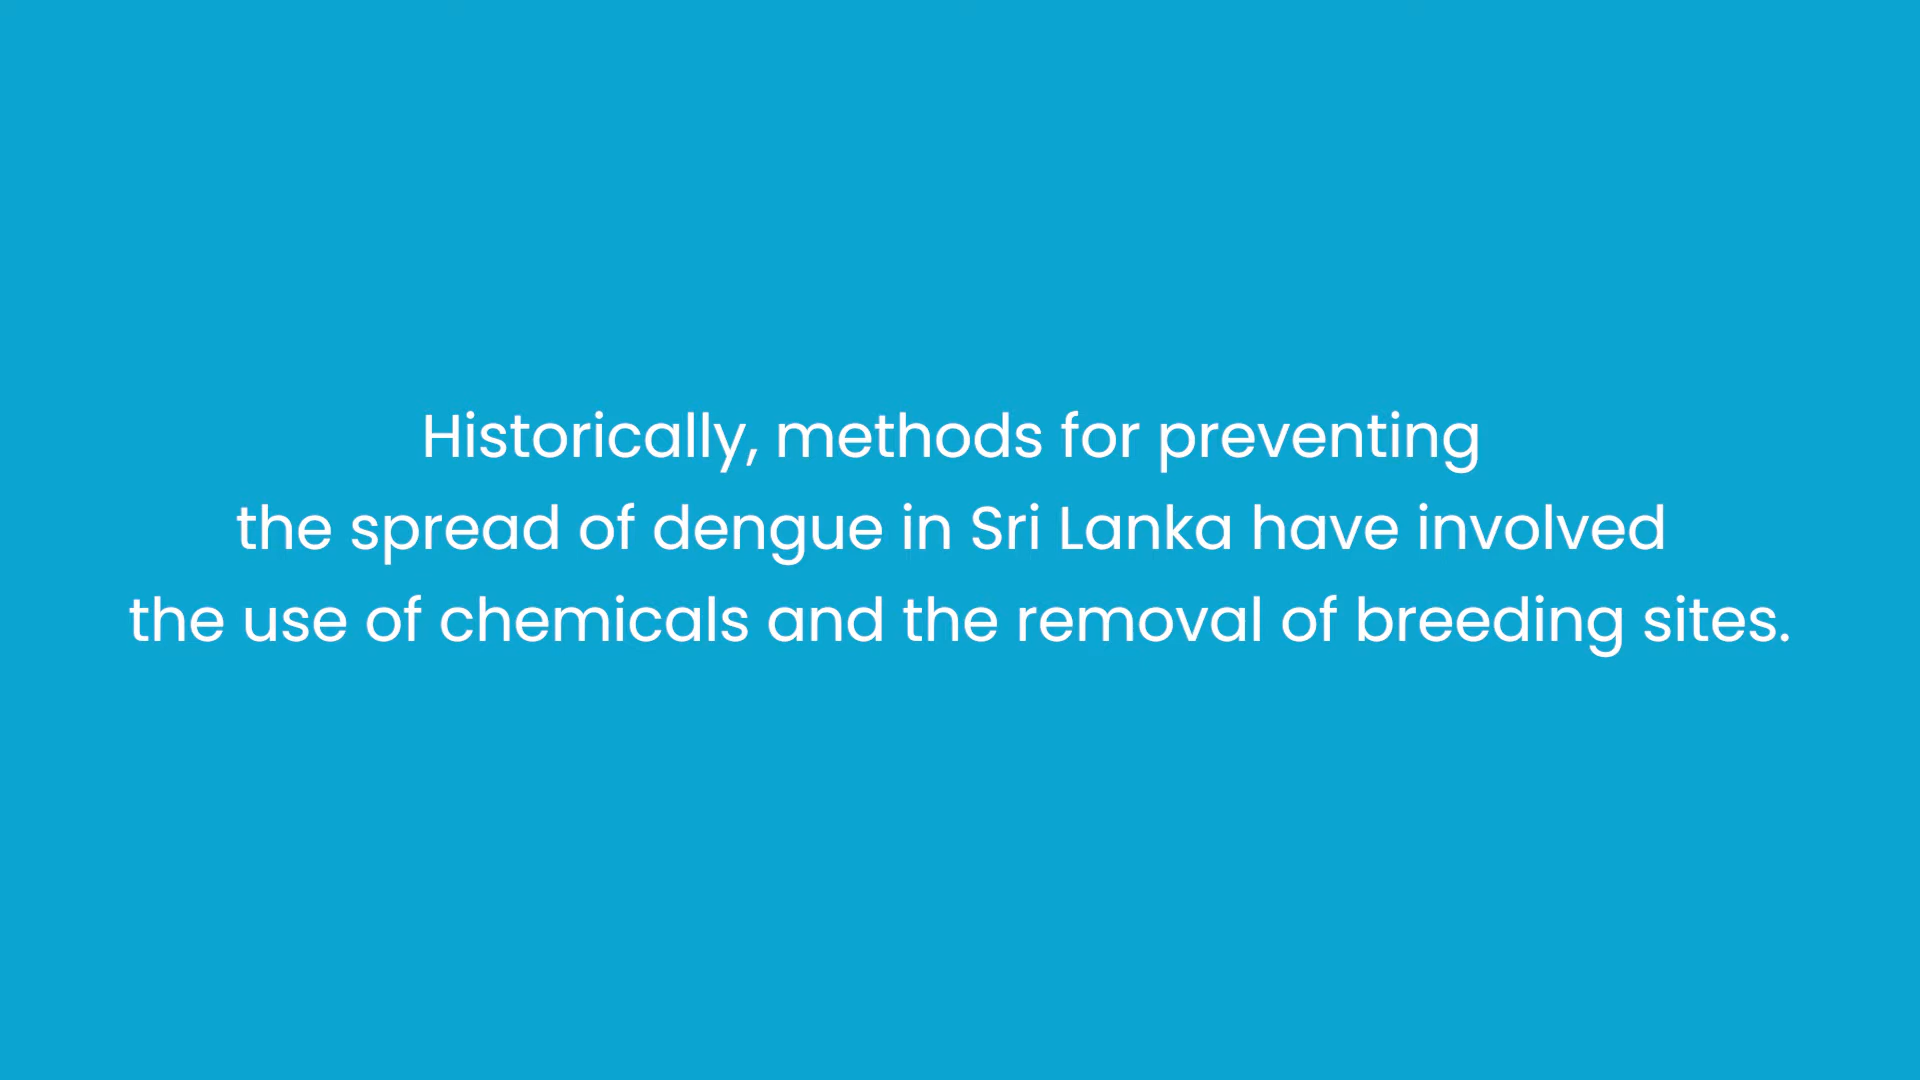 Historically, methods for preventing
the spread of dengue in Sri Lanka have involved
the use of chemicals and the removal of breeding sites.